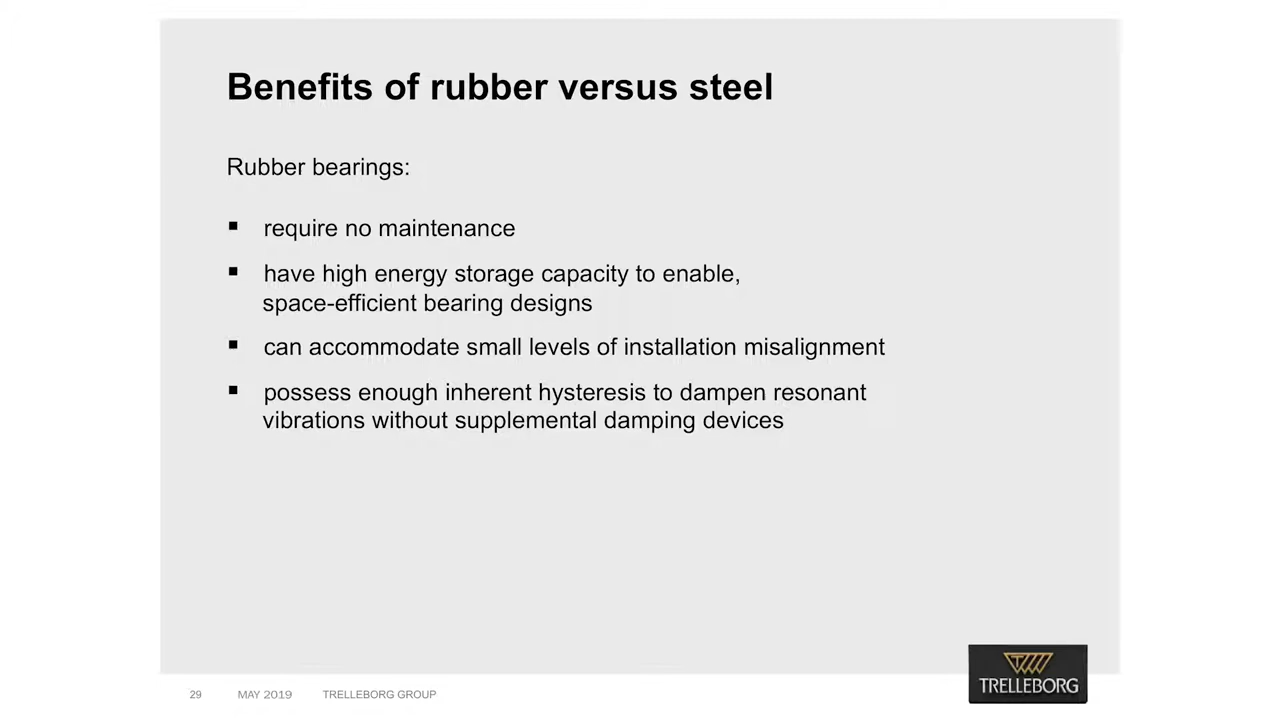 Benefits of rubber versus steel
Rubber bearings:
▪ require no maintenance
▪ have high energy storage capacity to enable,
space-efficient bearing designs
▪ can accommodate small levels of installation misalignment
▪ possess enough inherent hysteresis to dampen resonant
vibrations without supplemental damping devices
TRELLEBORG
29 MAY 2019 TRELLEBORG GROUP